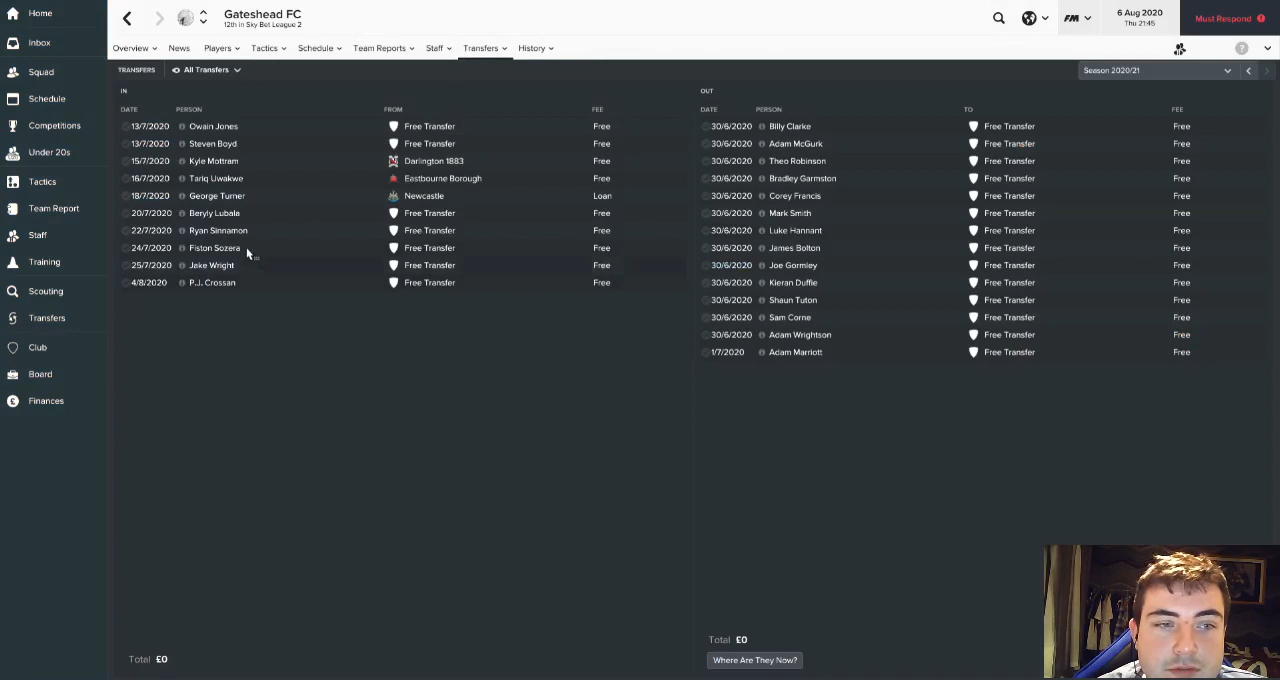 Home
Inbox
Squad
Schedule
Competitions
Under 20s
Tactics
Team Report
Staff
Training
Scouting
Transfers
Club
Board
Finances
Gateshead FC
12th in Sky Bet League 2
FM
6 Aug 2020
Thu 21:45
Must Respond
Overview News Players Tactics Schedule Team Reports Staff Transfers History
TRANSFERS All Transfers
Season 2020/21
IN
DATE PERSON FROM FEE
13/7/2020 Owain Jones Free Transfer Free
13/7/2020 Steven Boyd Free Transfer Free
15/7/2020 Kyle Mottram Darlington 1883 Free
16/7/2020 Tariq Uwakwe Eastbourne Borough Free
18/7/2020 George Turner Newcastle Loan
20/7/2020 Beryly Lubala Free Transfer Free
22/7/2020 Ryan Sinnamon Free Transfer Free
24/7/2020 Fiston Sozera Free Transfer Free
25/7/2020 Jake Wright Free Transfer Free
4/8/2020 P.J. Crossan Free Transfer Free
Total £0
OUT
DATE PERSON TO FEE
30/6/2020 Billy Clarke Free Transfer Free
30/6/2020 Adam McGurk Free Transfer Free
30/6/2020 Theo Robinson Free Transfer Free
30/6/2020 Bradley Garmston Free Transfer Free
30/6/2020 Corey Francis Free Transfer Free
30/6/2020 Mark Smith Free Transfer Free
30/6/2020 Luke Hannant Free Transfer Free
30/6/2020 James Bolton Free Transfer Free
30/6/2020 Joe Gormley Free Transfer Free
30/6/2020 Kieran Duffie Free Transfer Free
30/6/2020 Shaun Tuton Free Transfer Free
30/6/2020 Sam Corne Free Transfer Free
30/6/2020 Adam Wrightson Free Transfer Free
1/7/2020 Adam Marriott Free Transfer Free
Total £0
Where Are They Now?